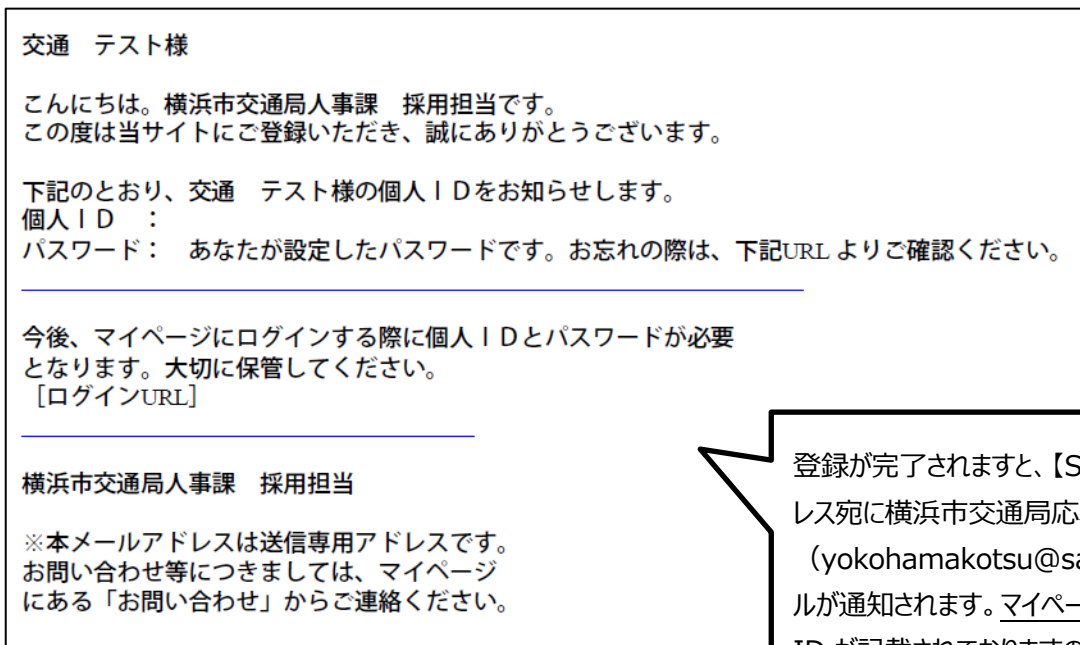 交通　テスト様
こんにちは。横浜市交通局人事課　採用担当です。
この度は当サイトにご登録いただき、誠にありがとうございます。
下記のとおり、交通　テスト様の個人ＩＤをお知らせします。
個人ＩＤ　：
パスワード：　あなたが設定したパスワードです。お忘れの際は、下記URL よりご確認ください。
今後、マイページにログインする際に個人ＩＤとパスワードが必要
となります。大切に保管してください。
［ログインURL］
横浜市交通局人事課　採用担当
※本メールアドレスは送信専用アドレスです。
お問い合わせ等につきましては、マイページ
にある「お問い合わせ」からご連絡ください。
登録が完了されますと、【S
レス宛に横浜市交通局応
（yokohamakotsu@sa
ルが通知されます。マイペー
ID が記載されておりますの